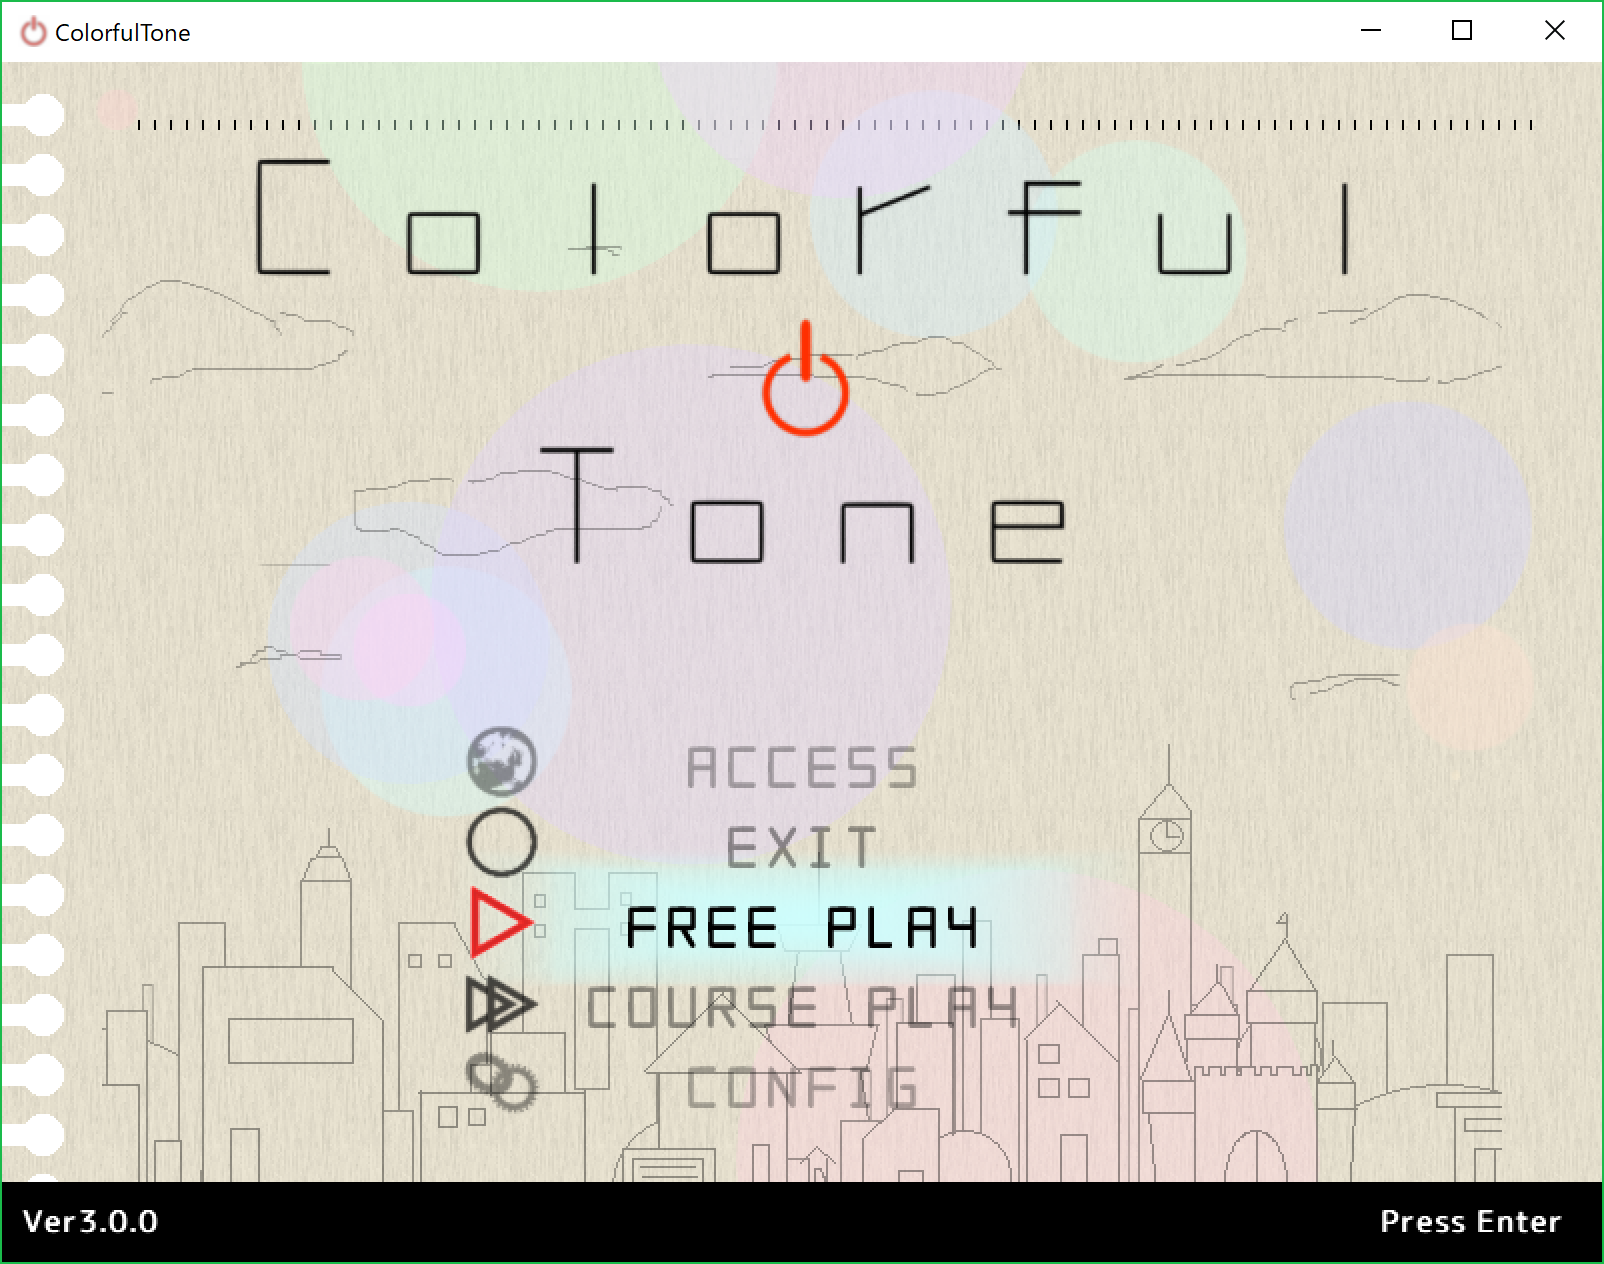 ColorfulTone
Colorful
Tone
ACCESS
EXIT
FREE PLAY
COURSE PLAY
CONFIG
Ver3.0.0
Press Enter